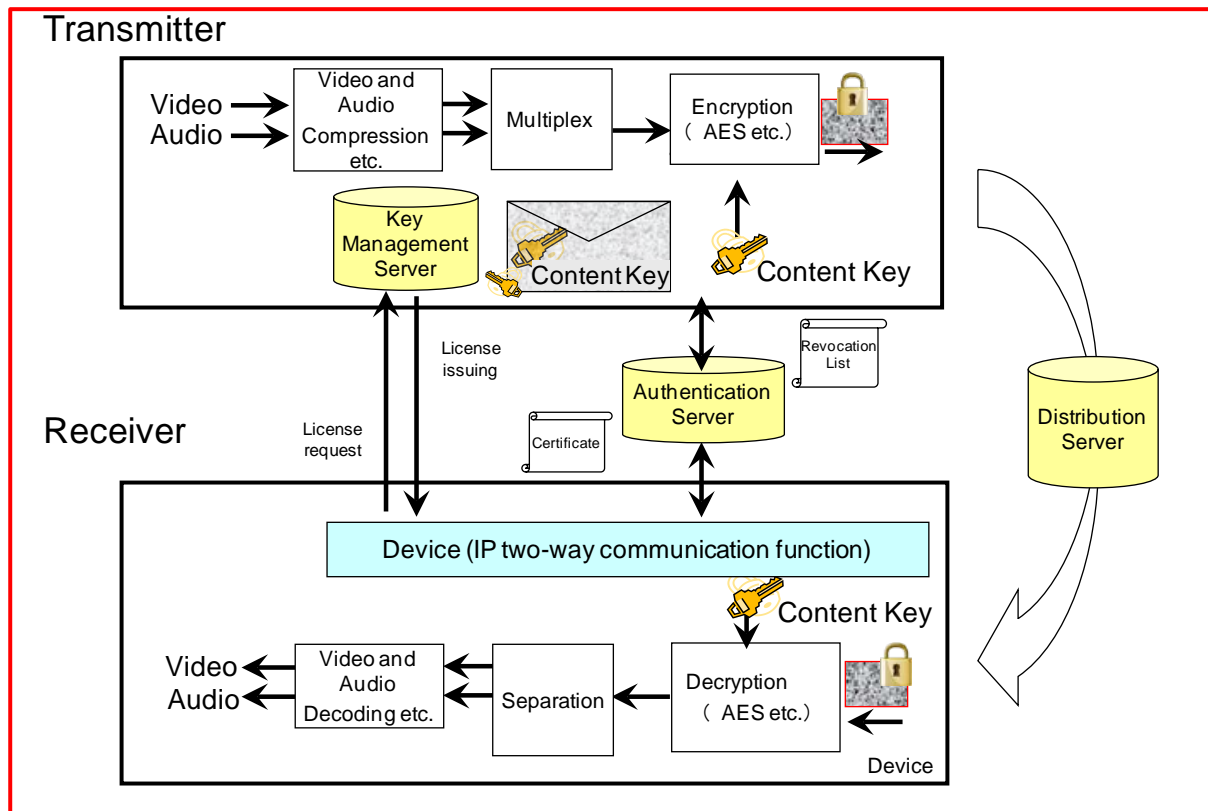 Transmitter
Video
Audio
Video and
Audio
Compression
etc.
Multiplex
Encryption
（ AES etc.）
Key
Management
Server
Content Key
Content Key
License
issuing
Revocation
List
Authentication
Server
Distribution
Server
Receiver
License
request
Certificate
Device (IP two-way communication function)
Content Key
Video
Audio
Video and
Audio
Decoding etc.
Separation
Decryption
（ AES etc.）
Device